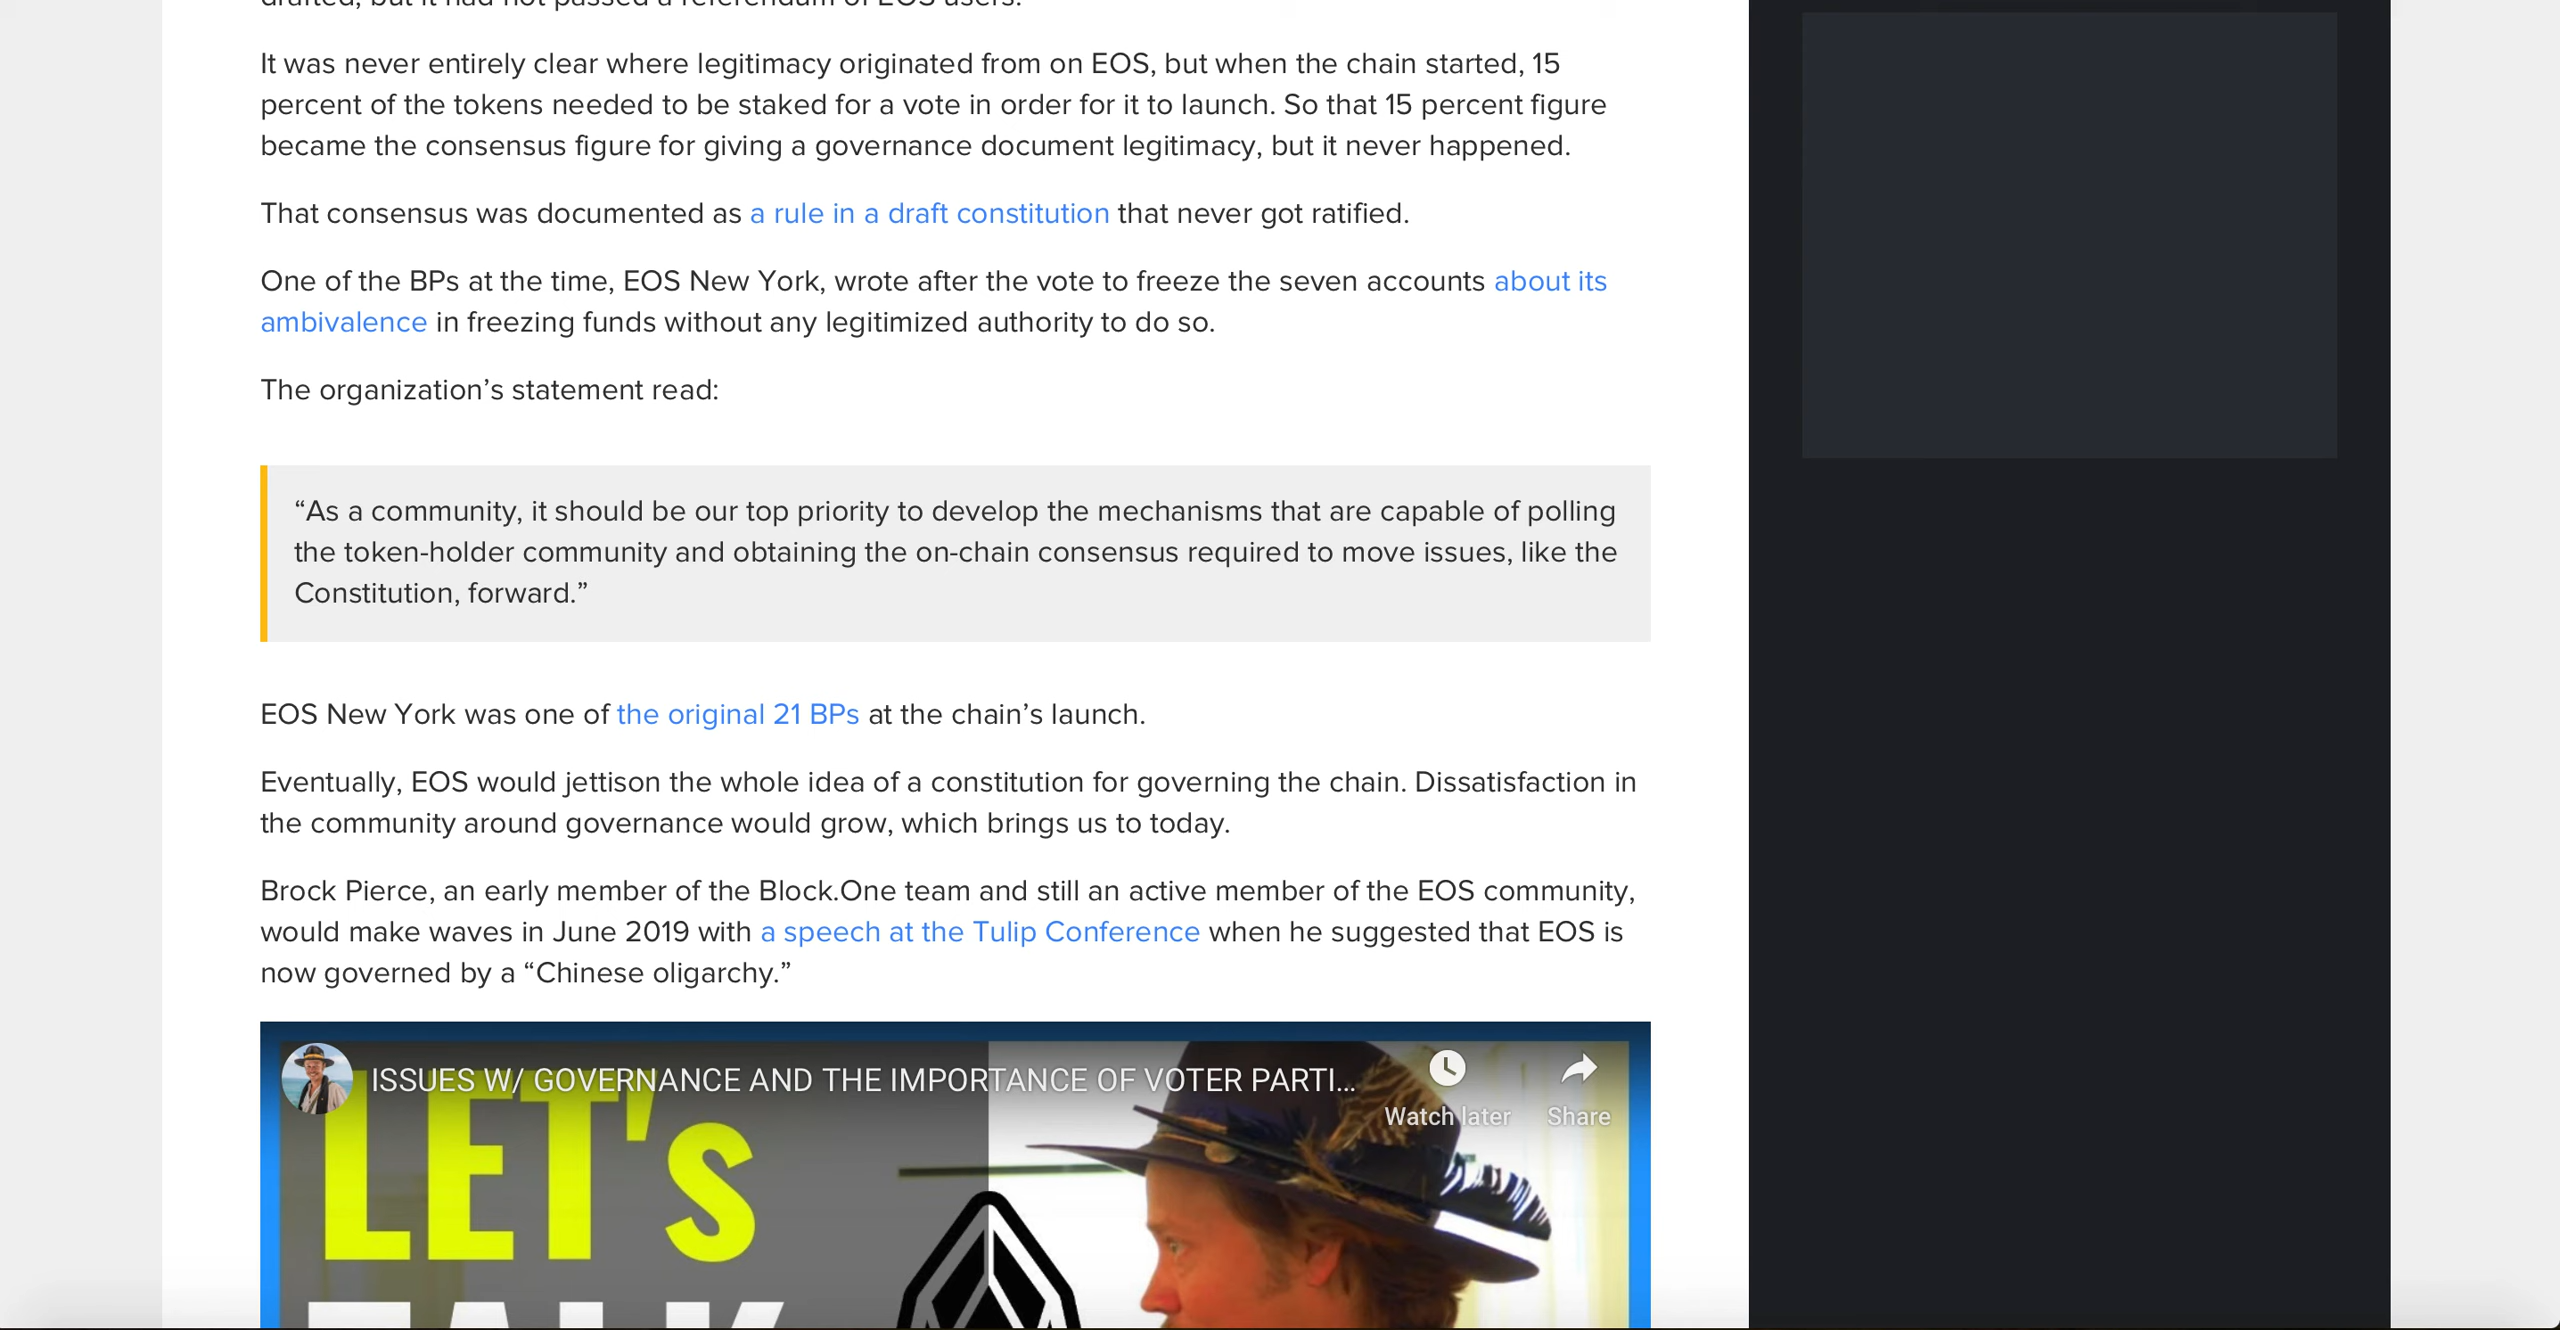 drafted, but it had not passed a referendum of EOS users.
It was never entirely clear where legitimacy originated from on EOS, but when the chain started, 15
percent of the tokens needed to be staked for a vote in order for it to launch. So that 15 percent figure
became the consensus figure for giving a governance document legitimacy, but it never happened.
That consensus was documented as a rule in a draft constitution that never got ratified.
One of the BPs at the time, EOS New York, wrote after the vote to freeze the seven accounts about its
ambivalence in freezing funds without any legitimized authority to do so.
The organization’s statement read:
“As a community, it should be our top priority to develop the mechanisms that are capable of polling
the token-holder community and obtaining the on-chain consensus required to move issues, like the
Constitution, forward.”
EOS New York was one of the original 21 BPs at the chain’s launch.
Eventually, EOS would jettison the whole idea of a constitution for governing the chain. Dissatisfaction in
the community around governance would grow, which brings us to today.
Brock Pierce, an early member of the Block.One team and still an active member of the EOS community,
would make waves in June 2019 with a speech at the Tulip Conference when he suggested that EOS is
now governed by a “Chinese oligarchy.”
ISSUES W/ GOVERNANCE AND THE IMPORTANCE OF VOTER PARTI...
Watch later
Share
LET's
TALK